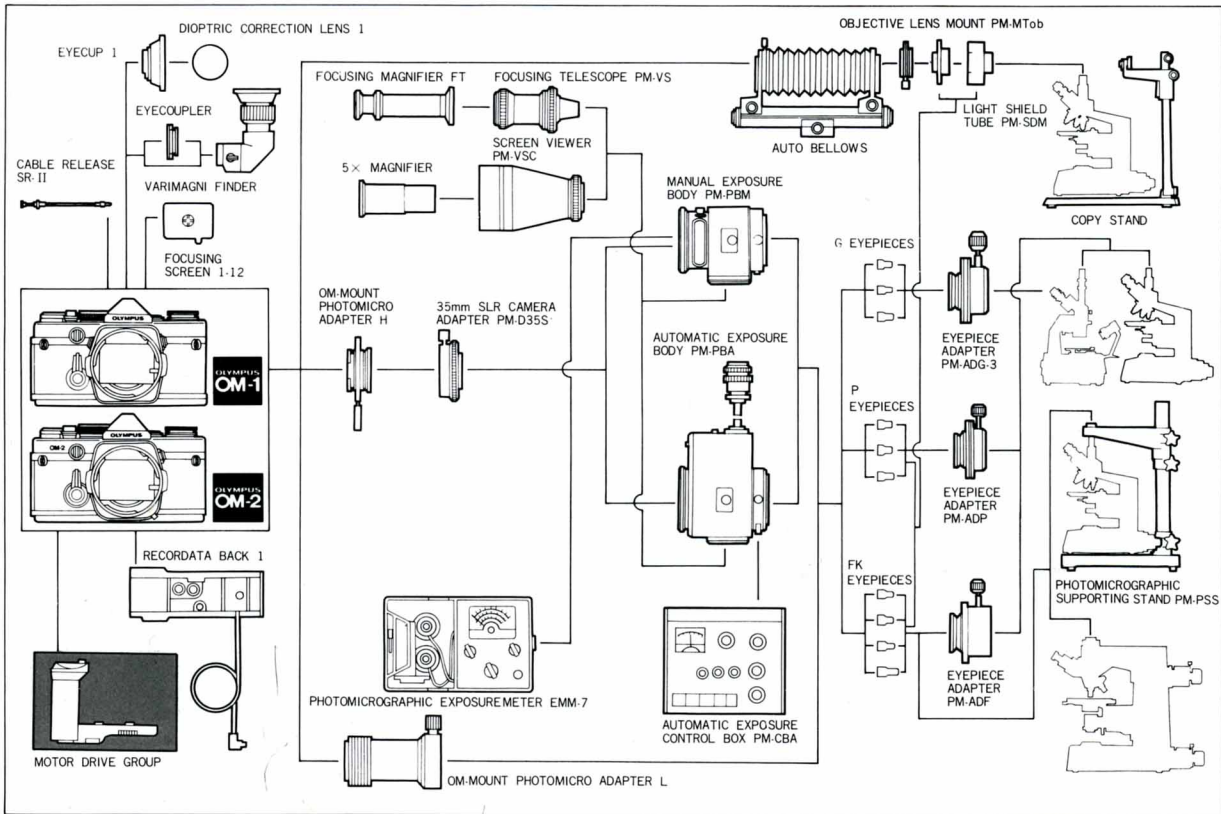 DIOPTRIC CORRECTION LENS 1
EYECUP 1
EYECOUPLER
CABLE RELEASE
SR-II
VARIMAGNI FINDER
FOCUSING
SCREEN 1-12
OLYMPUS
OLYMPUS
OM-1
OLYMPUS
OM-2
OLYMPUS
OM-2
RECORDATA BACK 1
MOTOR DRIVE GROUP
FOCUSING MAGNIFIER FT
FOCUSING TELESCOPE PM-VS
SCREEN VIEWER
PM-VSC
5× MAGNIFIER
OM-MOUNT
PHOTOMICRO
ADAPTER H
35mm SLR CAMERA
ADAPTER PM-D35S
MANUAL EXPOSURE
BODY PM-PBM
AUTOMATIC EXPOSURE
BODY PM-PBA
PHOTOMICROGRAPHIC EXPOSURE METER EMM-7
AUTOMATIC EXPOSURE
CONTROL BOX PM-CBA
OM-MOUNT PHOTOMICRO ADAPTER L
OBJECTIVE LENS MOUNT PM-MTob
AUTO BELLOWS
LIGHT SHIELD
TUBE PM-SDM
COPY STAND
G EYEPIECES
EYEPIECE
ADAPTER
PM-ADG-3
P
EYEPIECES
EYEPIECE
ADAPTER
PM-ADP
FK
EYEPIECES
EYEPIECE
ADAPTER
PM-ADF
PHOTOMICROGRAPHIC
SUPPORTING STAND PM-PSS